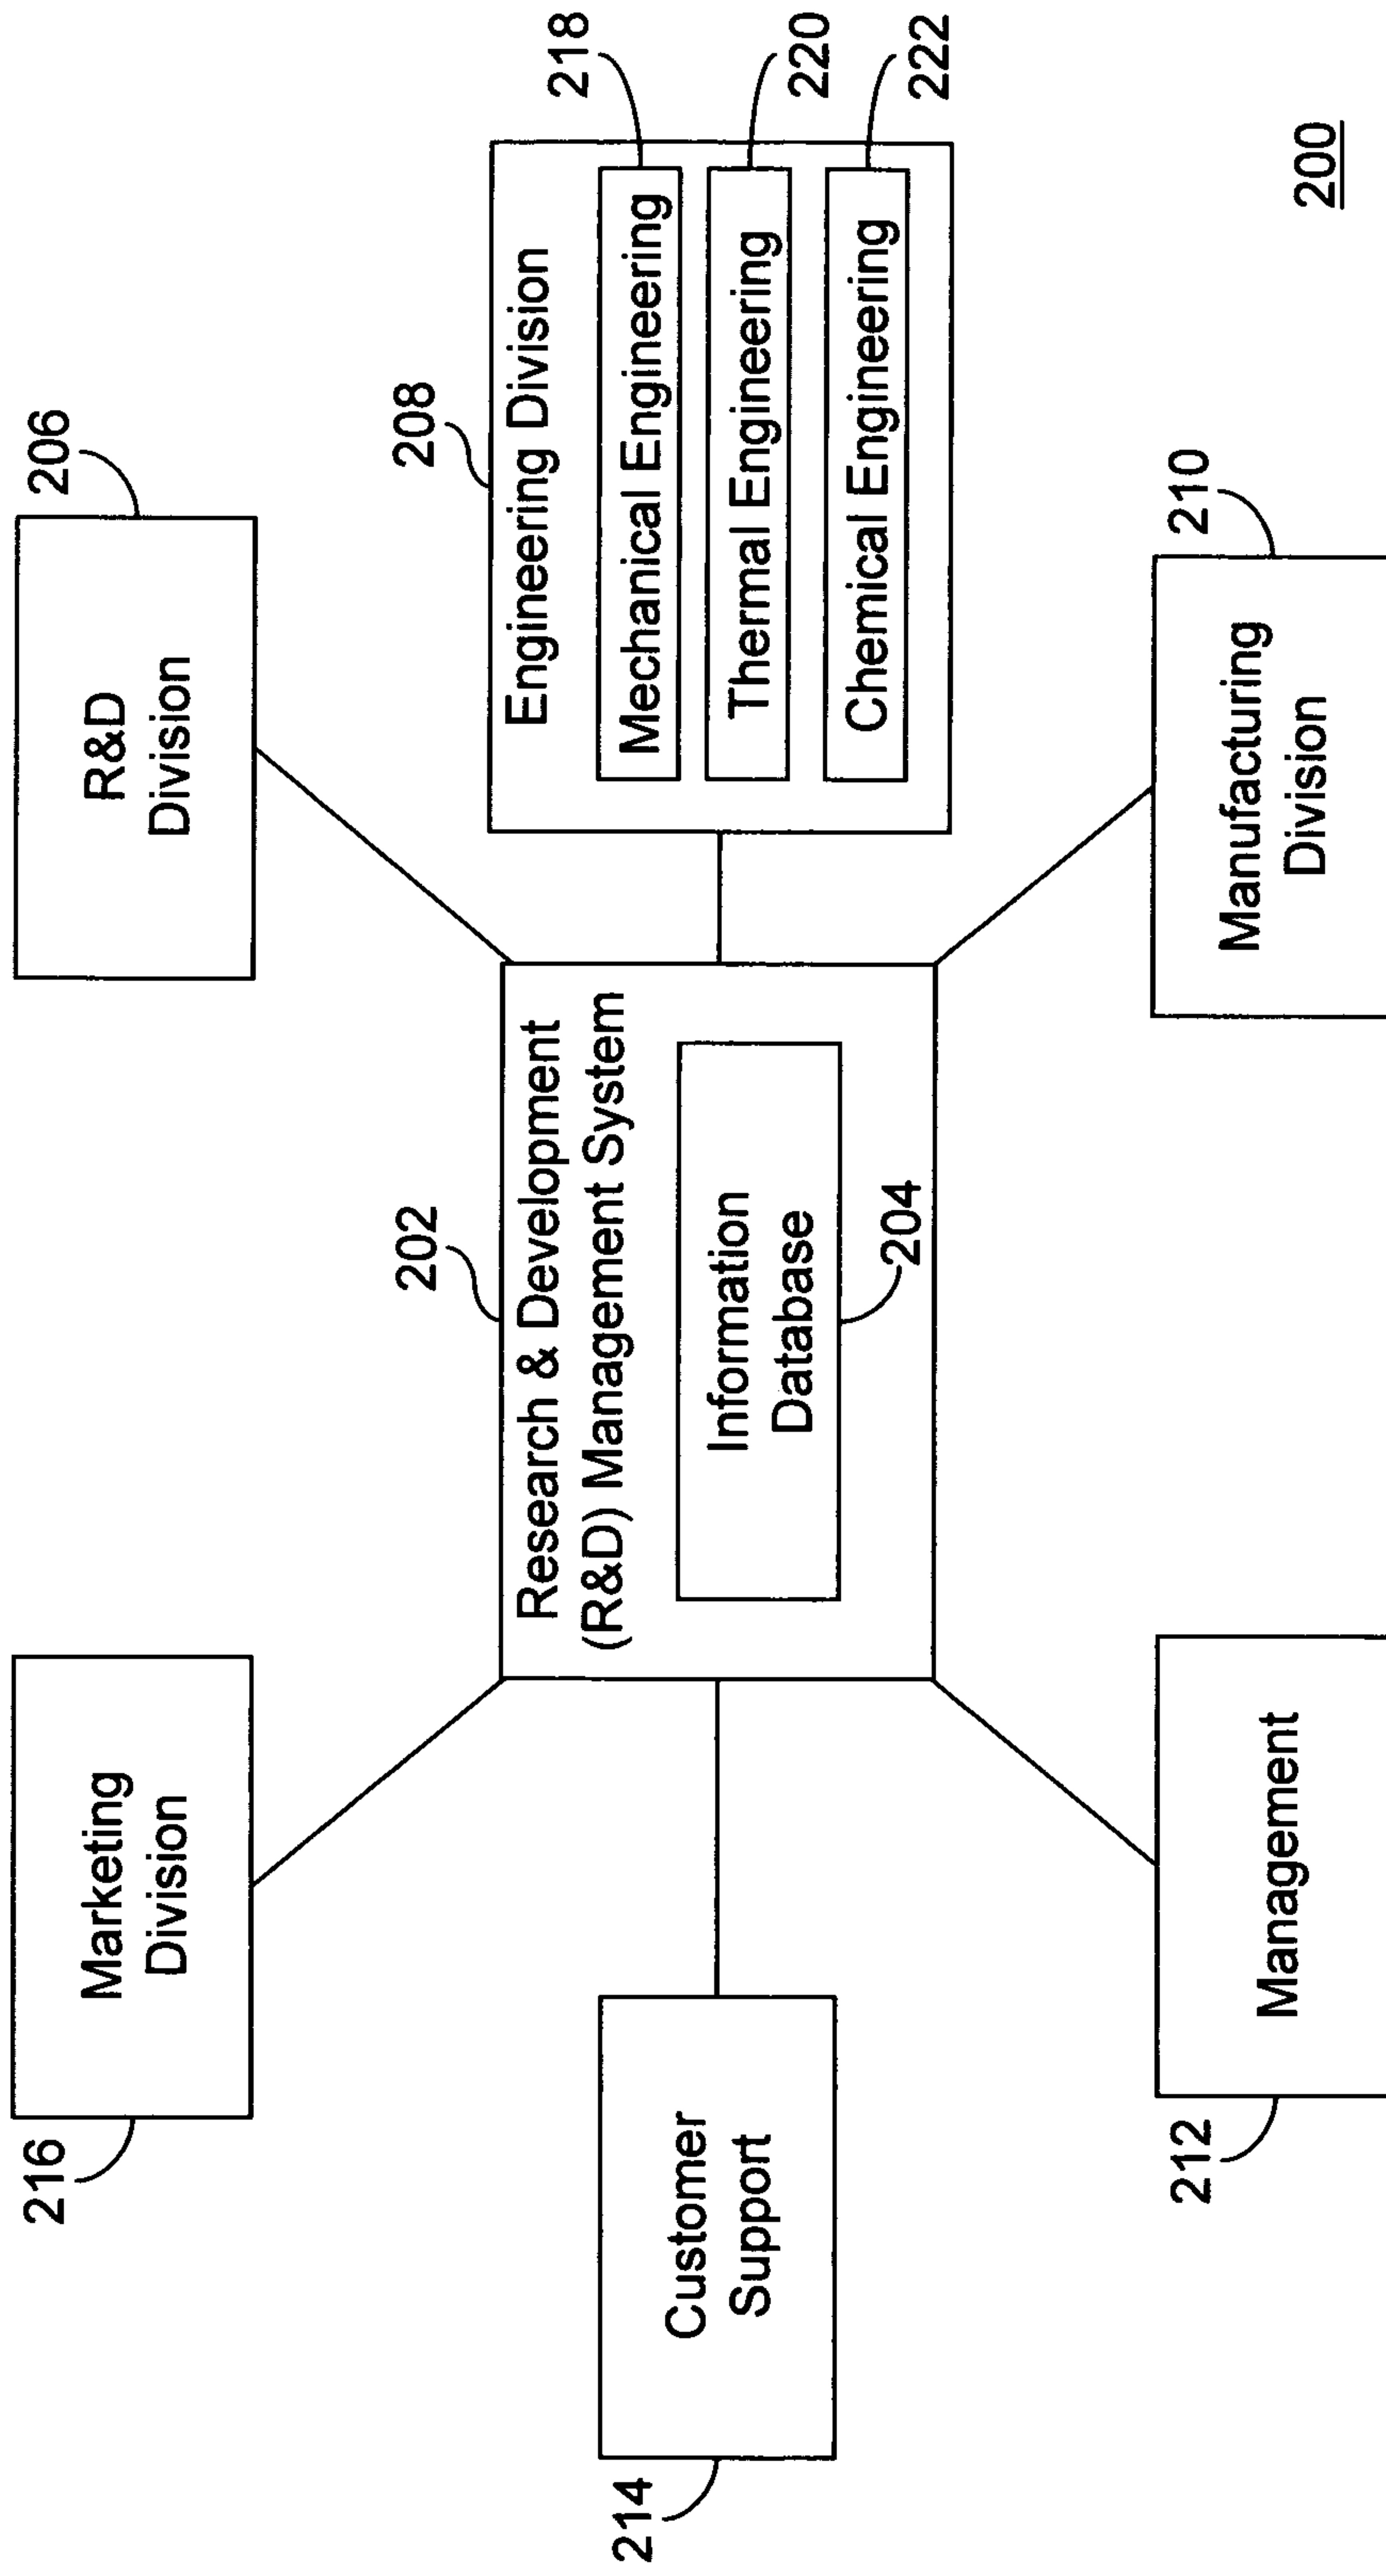 216
Marketing
Division
R&D
Division
206
202
Research & Development
(R&D) Management System
Information
Database
204
208
Engineering Division
Mechanical Engineering
218
Thermal Engineering
220
Chemical Engineering
222
214
Customer
Support
212
Management
Manufacturing
Division
210
200